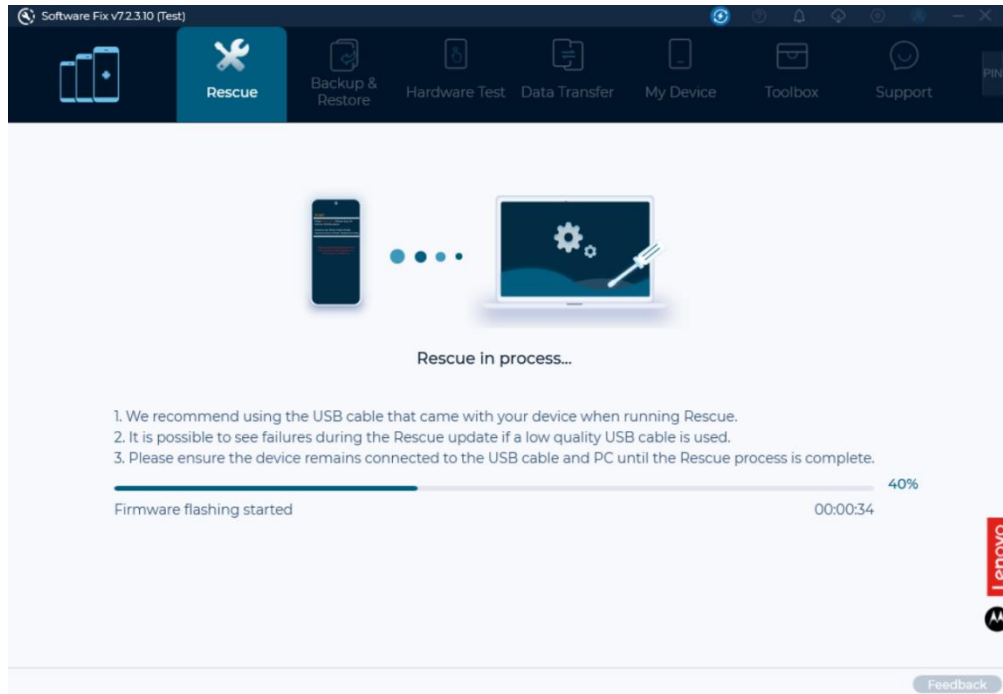 Software Fix v7.2.3.10 (Test)
Rescue
Backup &
Restore
Hardware Test
Data Transfer
My Device
Toolbox
Support
PIN
Rescue in process...
1. We recommend using the USB cable that came with your device when running Rescue.
2. It is possible to see failures during the Rescue update if a low quality USB cable is used.
3. Please ensure the device remains connected to the USB cable and PC until the Rescue process is complete.
40%
Firmware flashing started
00:00:34
Lenovo
Feedback